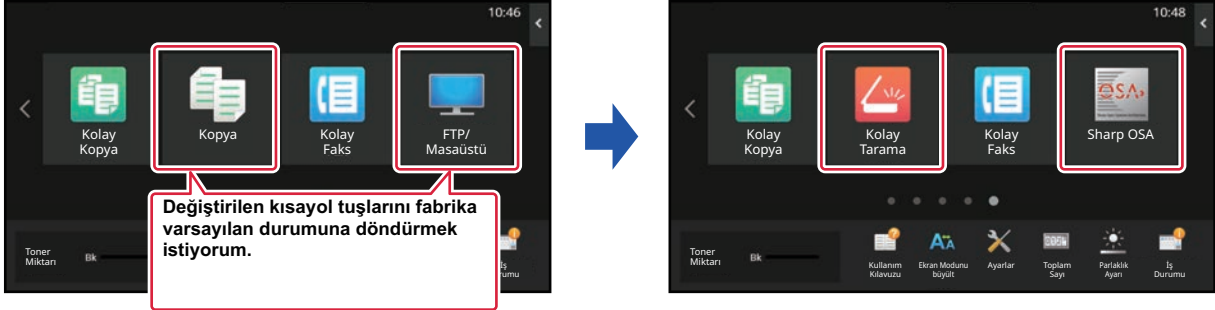 10:46
Kolay
Kopya
Kopya
Kolay
Faks
FTP/
Masaüstü
Değiştirilen kısayol tuşlarını fabrika
varsayılan durumuna döndürmek
istiyorum.
Toner
Miktarı
Bk
İş
rumu
10:48
Kolay
Kopya
Kolay
Tarama
Kolay
Faks
Sharp OSA
Toner
Miktarı
Bk
Kullanım
Kılavuzu
Ekran Modunu
büyült
Ayarlar
Toplam
Sayı
Parlaklık
Ayarı
İş
Durumu